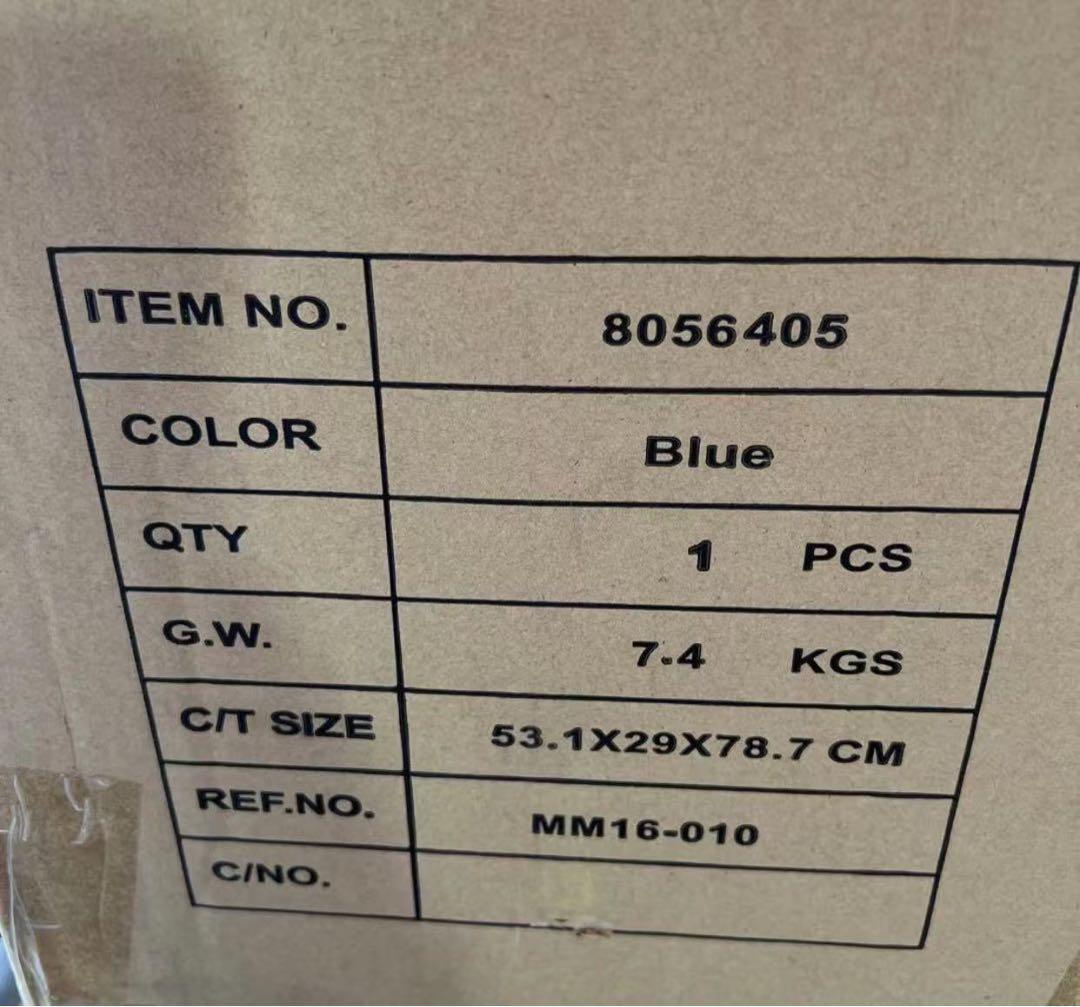 ITEM NO. 8056405
COLOR Blue
QTY 1 PCS
G.W. 7.4 KGS
C/T SIZE 53.1X29X78.7 CM
REF.NO. MM16-010
C/NO.